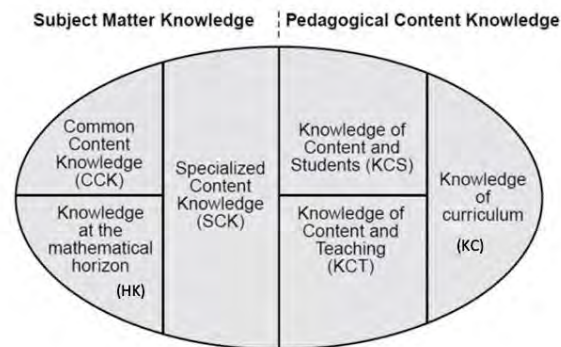 Subject Matter Knowledge
Pedagogical Content Knowledge
Common
Content
Knowledge
(CCK)
Knowledge
at the
mathematical
horizon
(HK)
Specialized
Content
Knowledge
(SCK)
Knowledge of
Content and
Students (KCS)
Knowledge of
Content and
Teaching
(KCT)
Knowledge
of
curriculum
(KC)